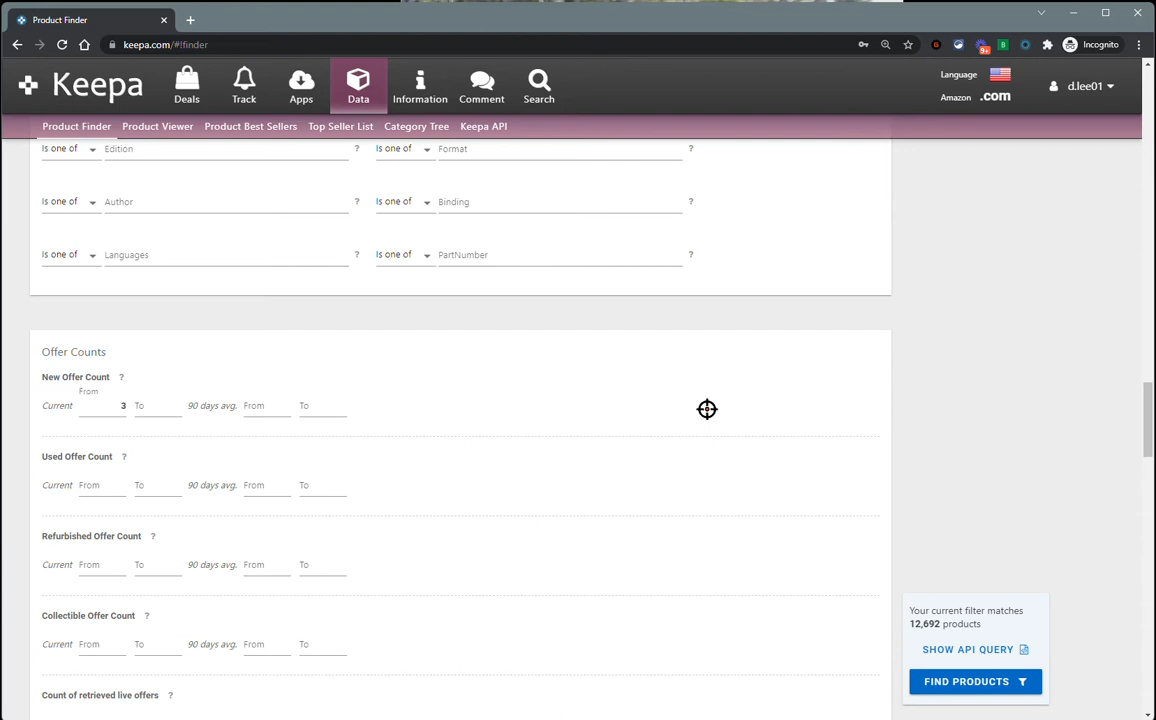 Product Finder
keepa.com/#!finder
9+
B
Incognito
Keepa
Deals
Track
Apps
Data
Information
Comment
Search
Language
Amazon .com
d.lee01
Product Finder Product Viewer Product Best Sellers Top Seller List Category Tree Keepa API
Is one of Edition ? Is one of Format ?
Is one of Author Is one of Binding ?
Is one of Languages ? Is one of PartNumber ?
Offer Counts
New Offer Count ?
From
Current 3 To 90 days avg. From To
Used Offer Count ?
Current From To 90 days avg. From To
Refurbished Offer Count ?
Current From To 90 days avg. From To
Collectible Offer Count ?
Current From To 90 days avg. From To
Count of retrieved live offers ?
Your current filter matches
12,692 products
SHOW API QUERY
FIND PRODUCTS